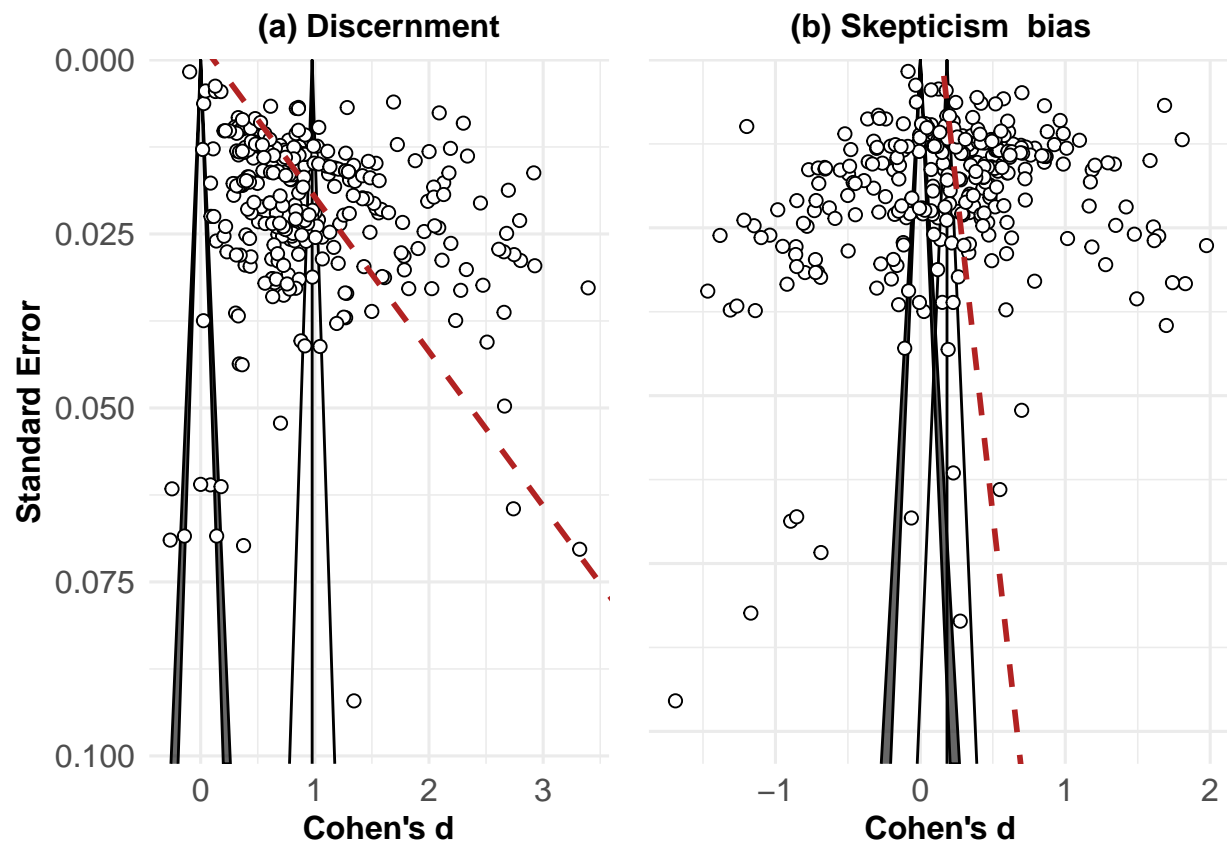 (a) Discernment
(b) Skepticism bias
0.000
0.025
0.050
0.075
0.100
Standard Error
0
1
2
3
−1
0
1
2
Cohen's d
Cohen's d